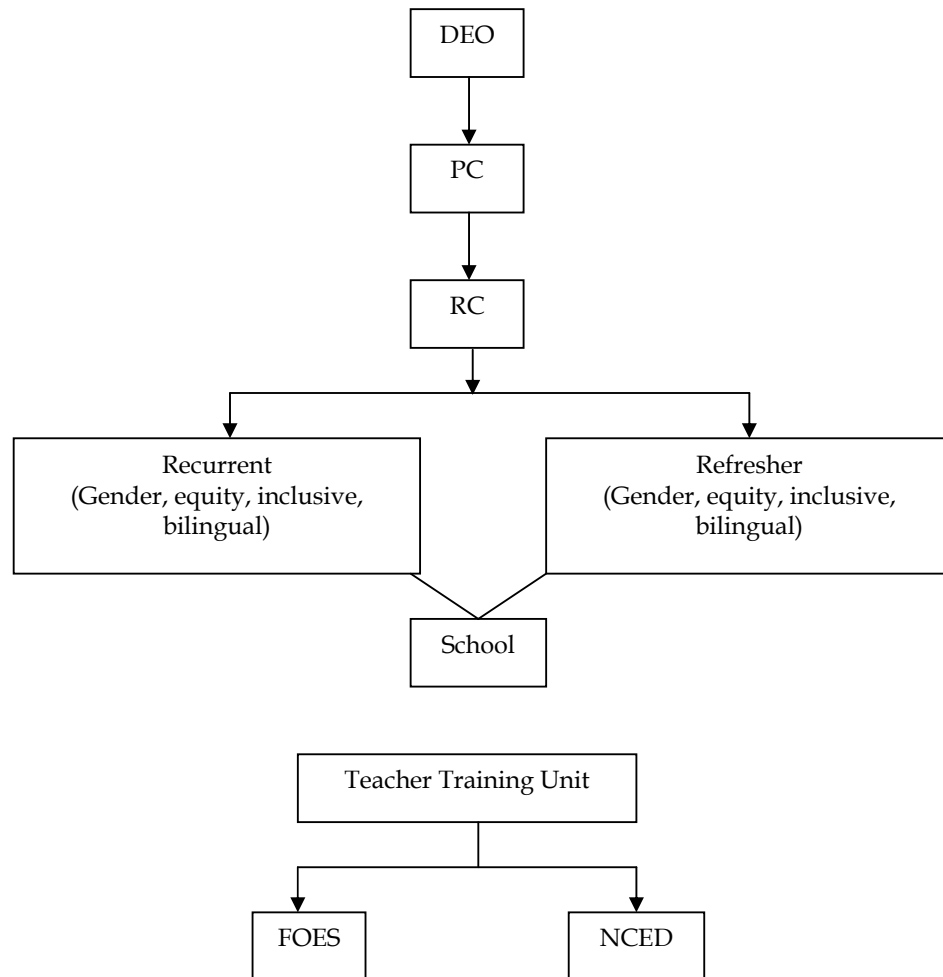 DEO
PC
RC
Recurrent
(Gender, equity, inclusive,
bilingual)
Refresher
(Gender, equity, inclusive,
bilingual)
School
Teacher Training Unit
FOES
NCED